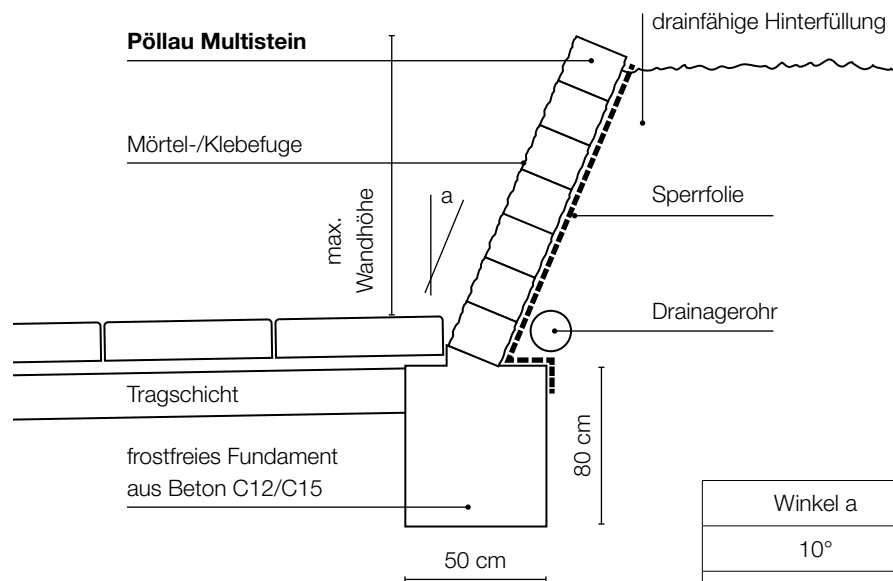 drainfähige Hinterfüllung
Pöllau Multistein
Mörtel-/Klebefuge
a
max.
Wandhöhe
Sperrfolie
Drainagerohr
Tragschicht
80 cm
frostfreies Fundament
aus Beton C12/C15
Winkel a
10°
50 cm